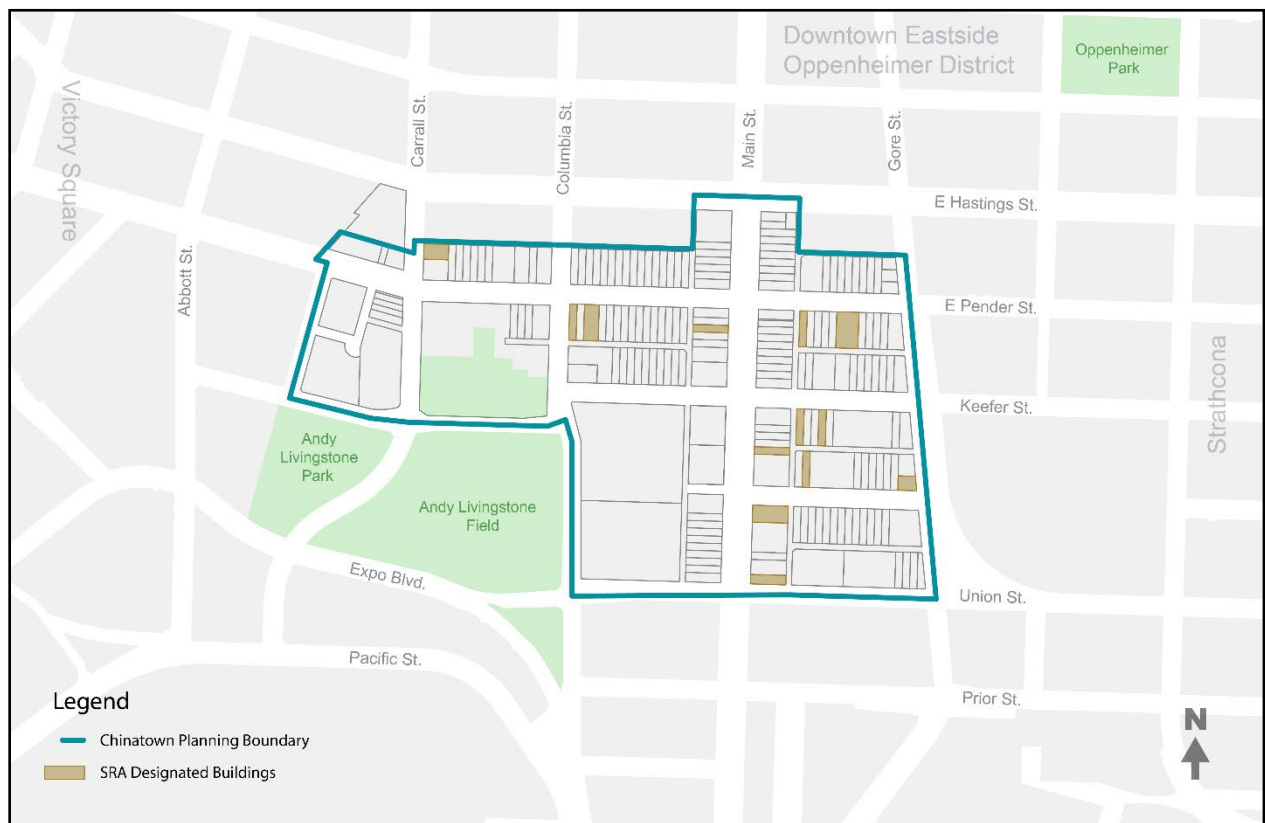 Downtown Eastside
Oppenheimer District
Oppenheimer
Park
Victory Square
Carrall St.
Columbia St.
Main St.
Gore St.
E Hastings St.
Abbott St.
E Pender St.
Strathcona
Keefer St.
Andy
Livingstone
Park
Andy Livingstone
Field
Expo Blvd.
Union St.
Pacific St.
Prior St.
Legend
Chinatown Planning Boundary
SRA Designated Buildings
N